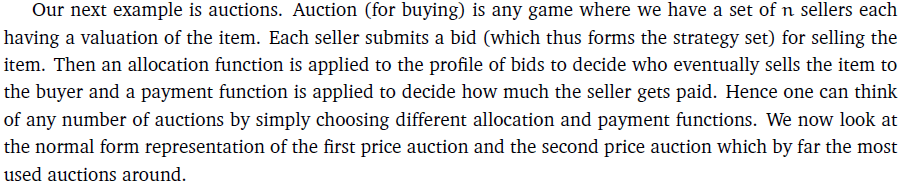 Our next example is auctions. Auction (for buying) is any game where we have a set of n sellers each
having a valuation of the item. Each seller submits a bid (which thus forms the strategy set) for selling the
item. Then an allocation function is applied to the profile of bids to decide who eventually sells the item to
the buyer and a payment function is applied to decide how much the seller gets paid. Hence one can think
of any number of auctions by simply choosing different allocation and payment functions. We now look at
the normal form representation of the first price auction and the second price auction which by far the most
used auctions around.